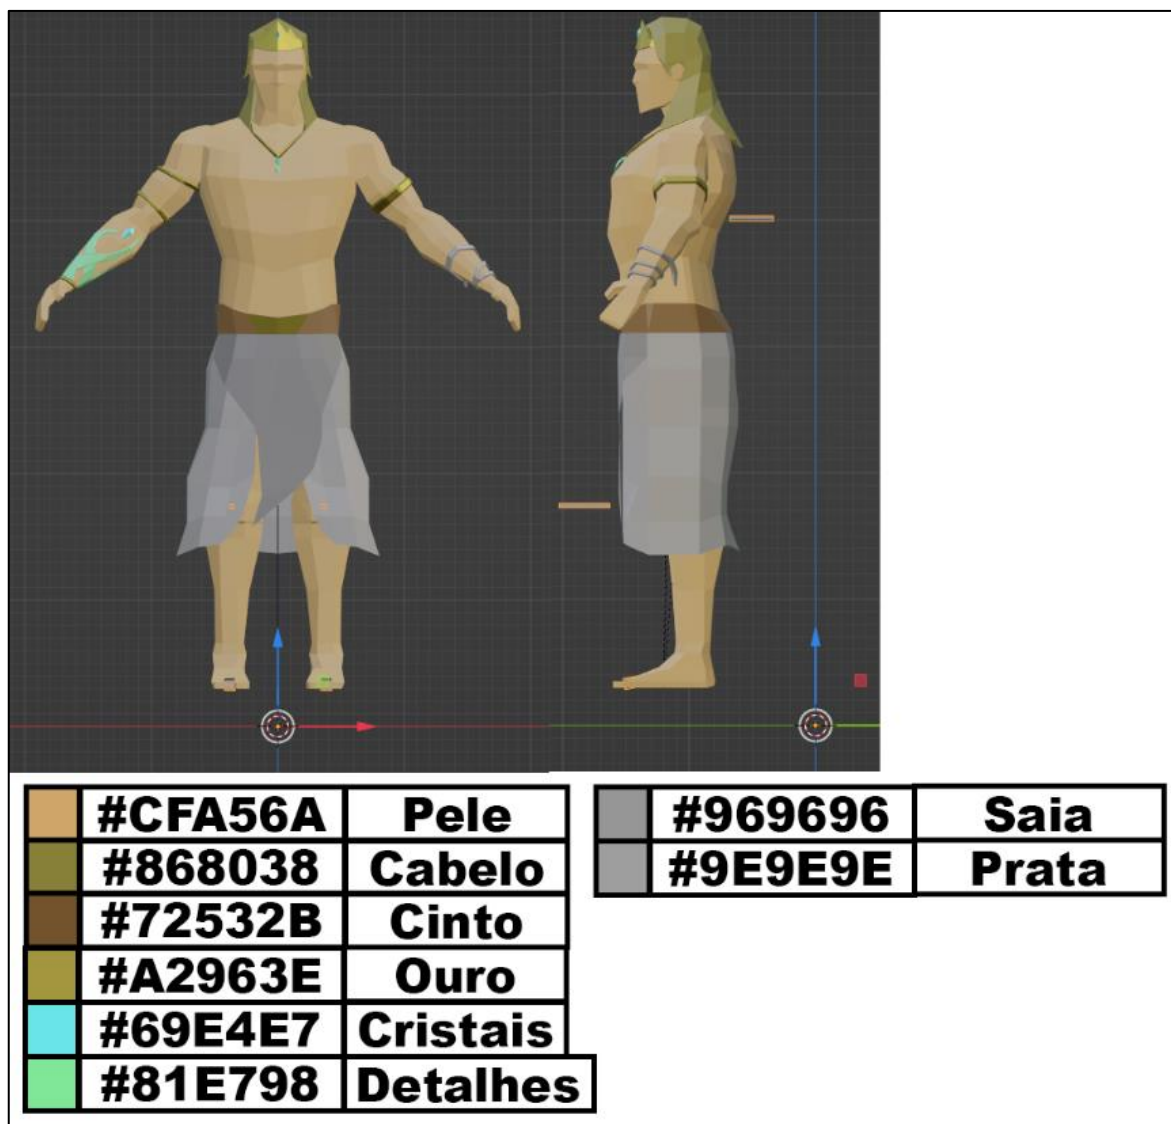 #CFA56A Pele
#868038 Cabelo
#72532B Cinto
#A2963E Ouro
#69E4E7 Cristais
#81E798 Detalhes
#969696 Saia
#9E9E9E Prata